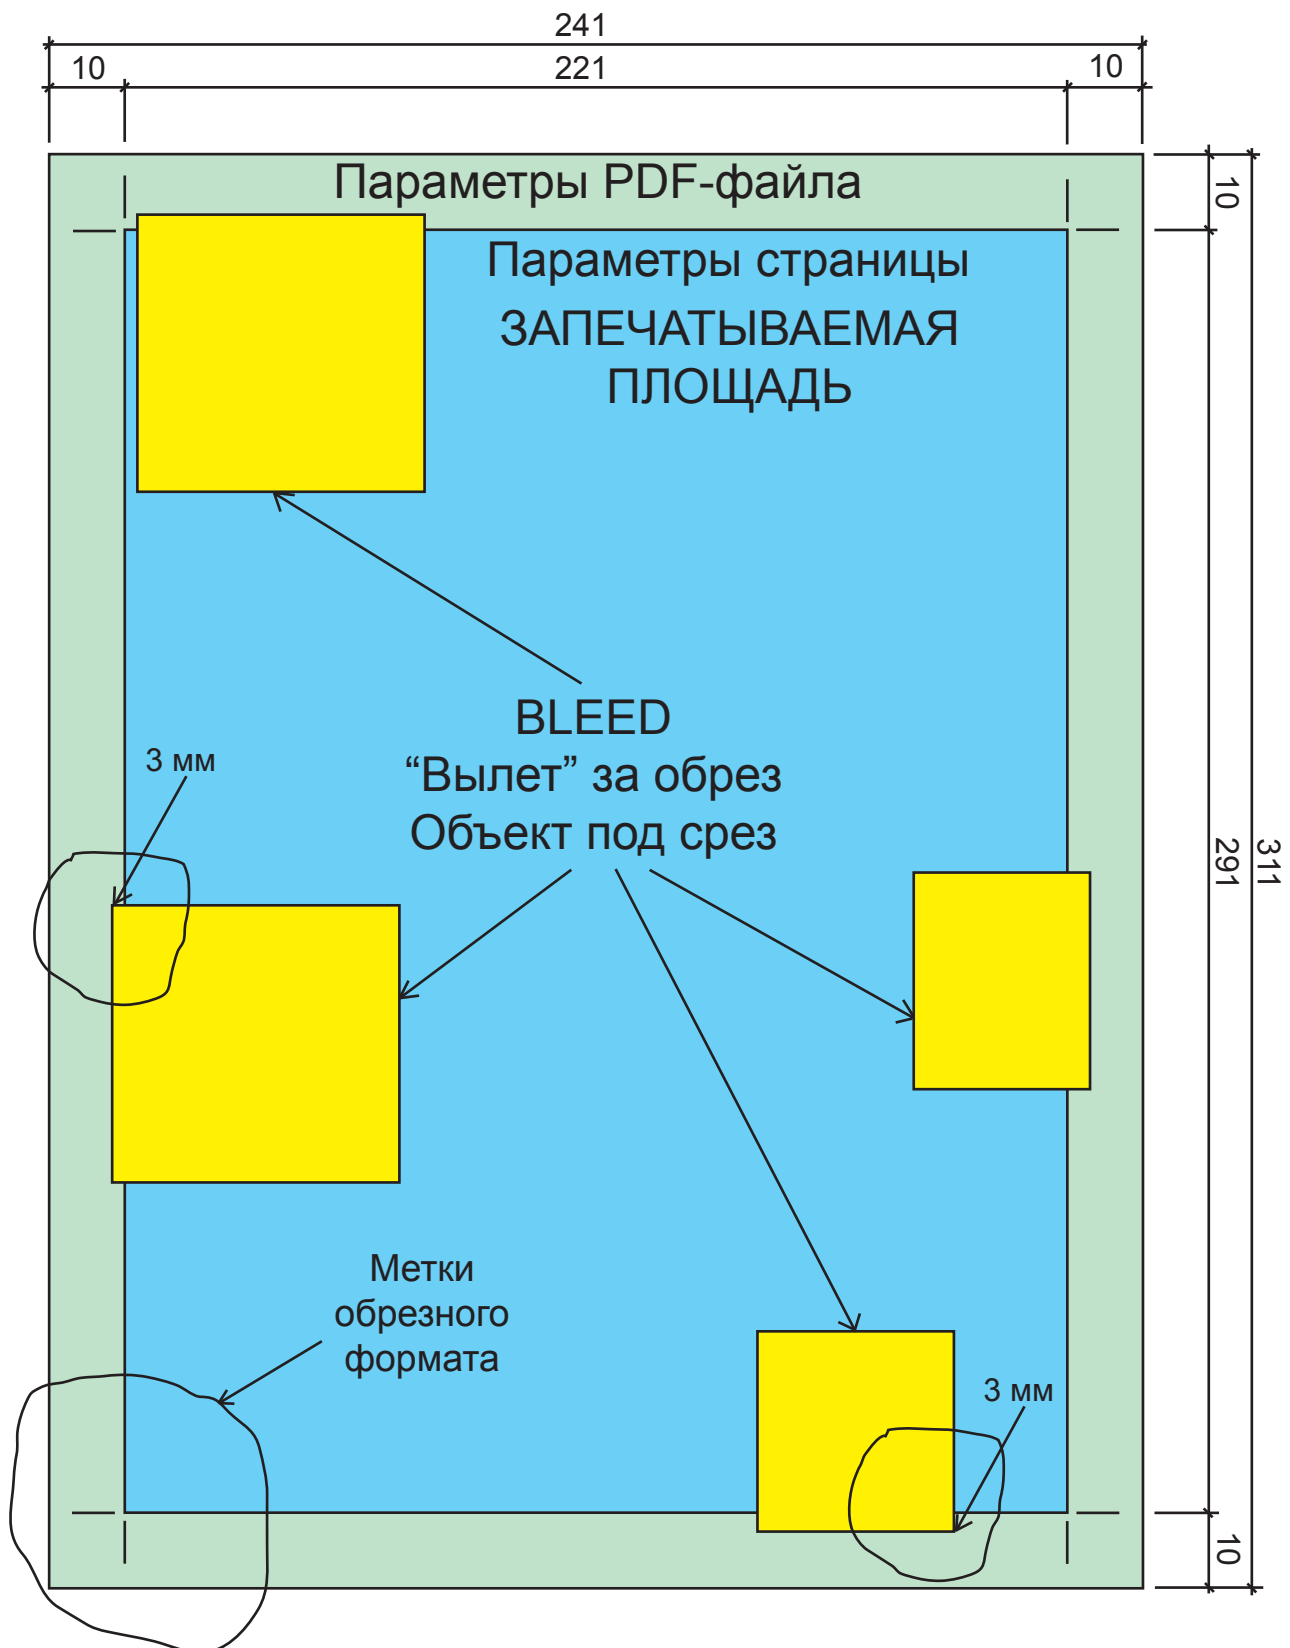 241
10
221
10
Параметры PDF-файла
10
Параметры страницы
ЗАПЕЧАТЫВАЕМАЯ
ПЛОЩАДЬ
BLEED
“Вылет” за обрез
Объект под срез
3 мм
311
291
Метки
обрезного
формата
3 мм
10